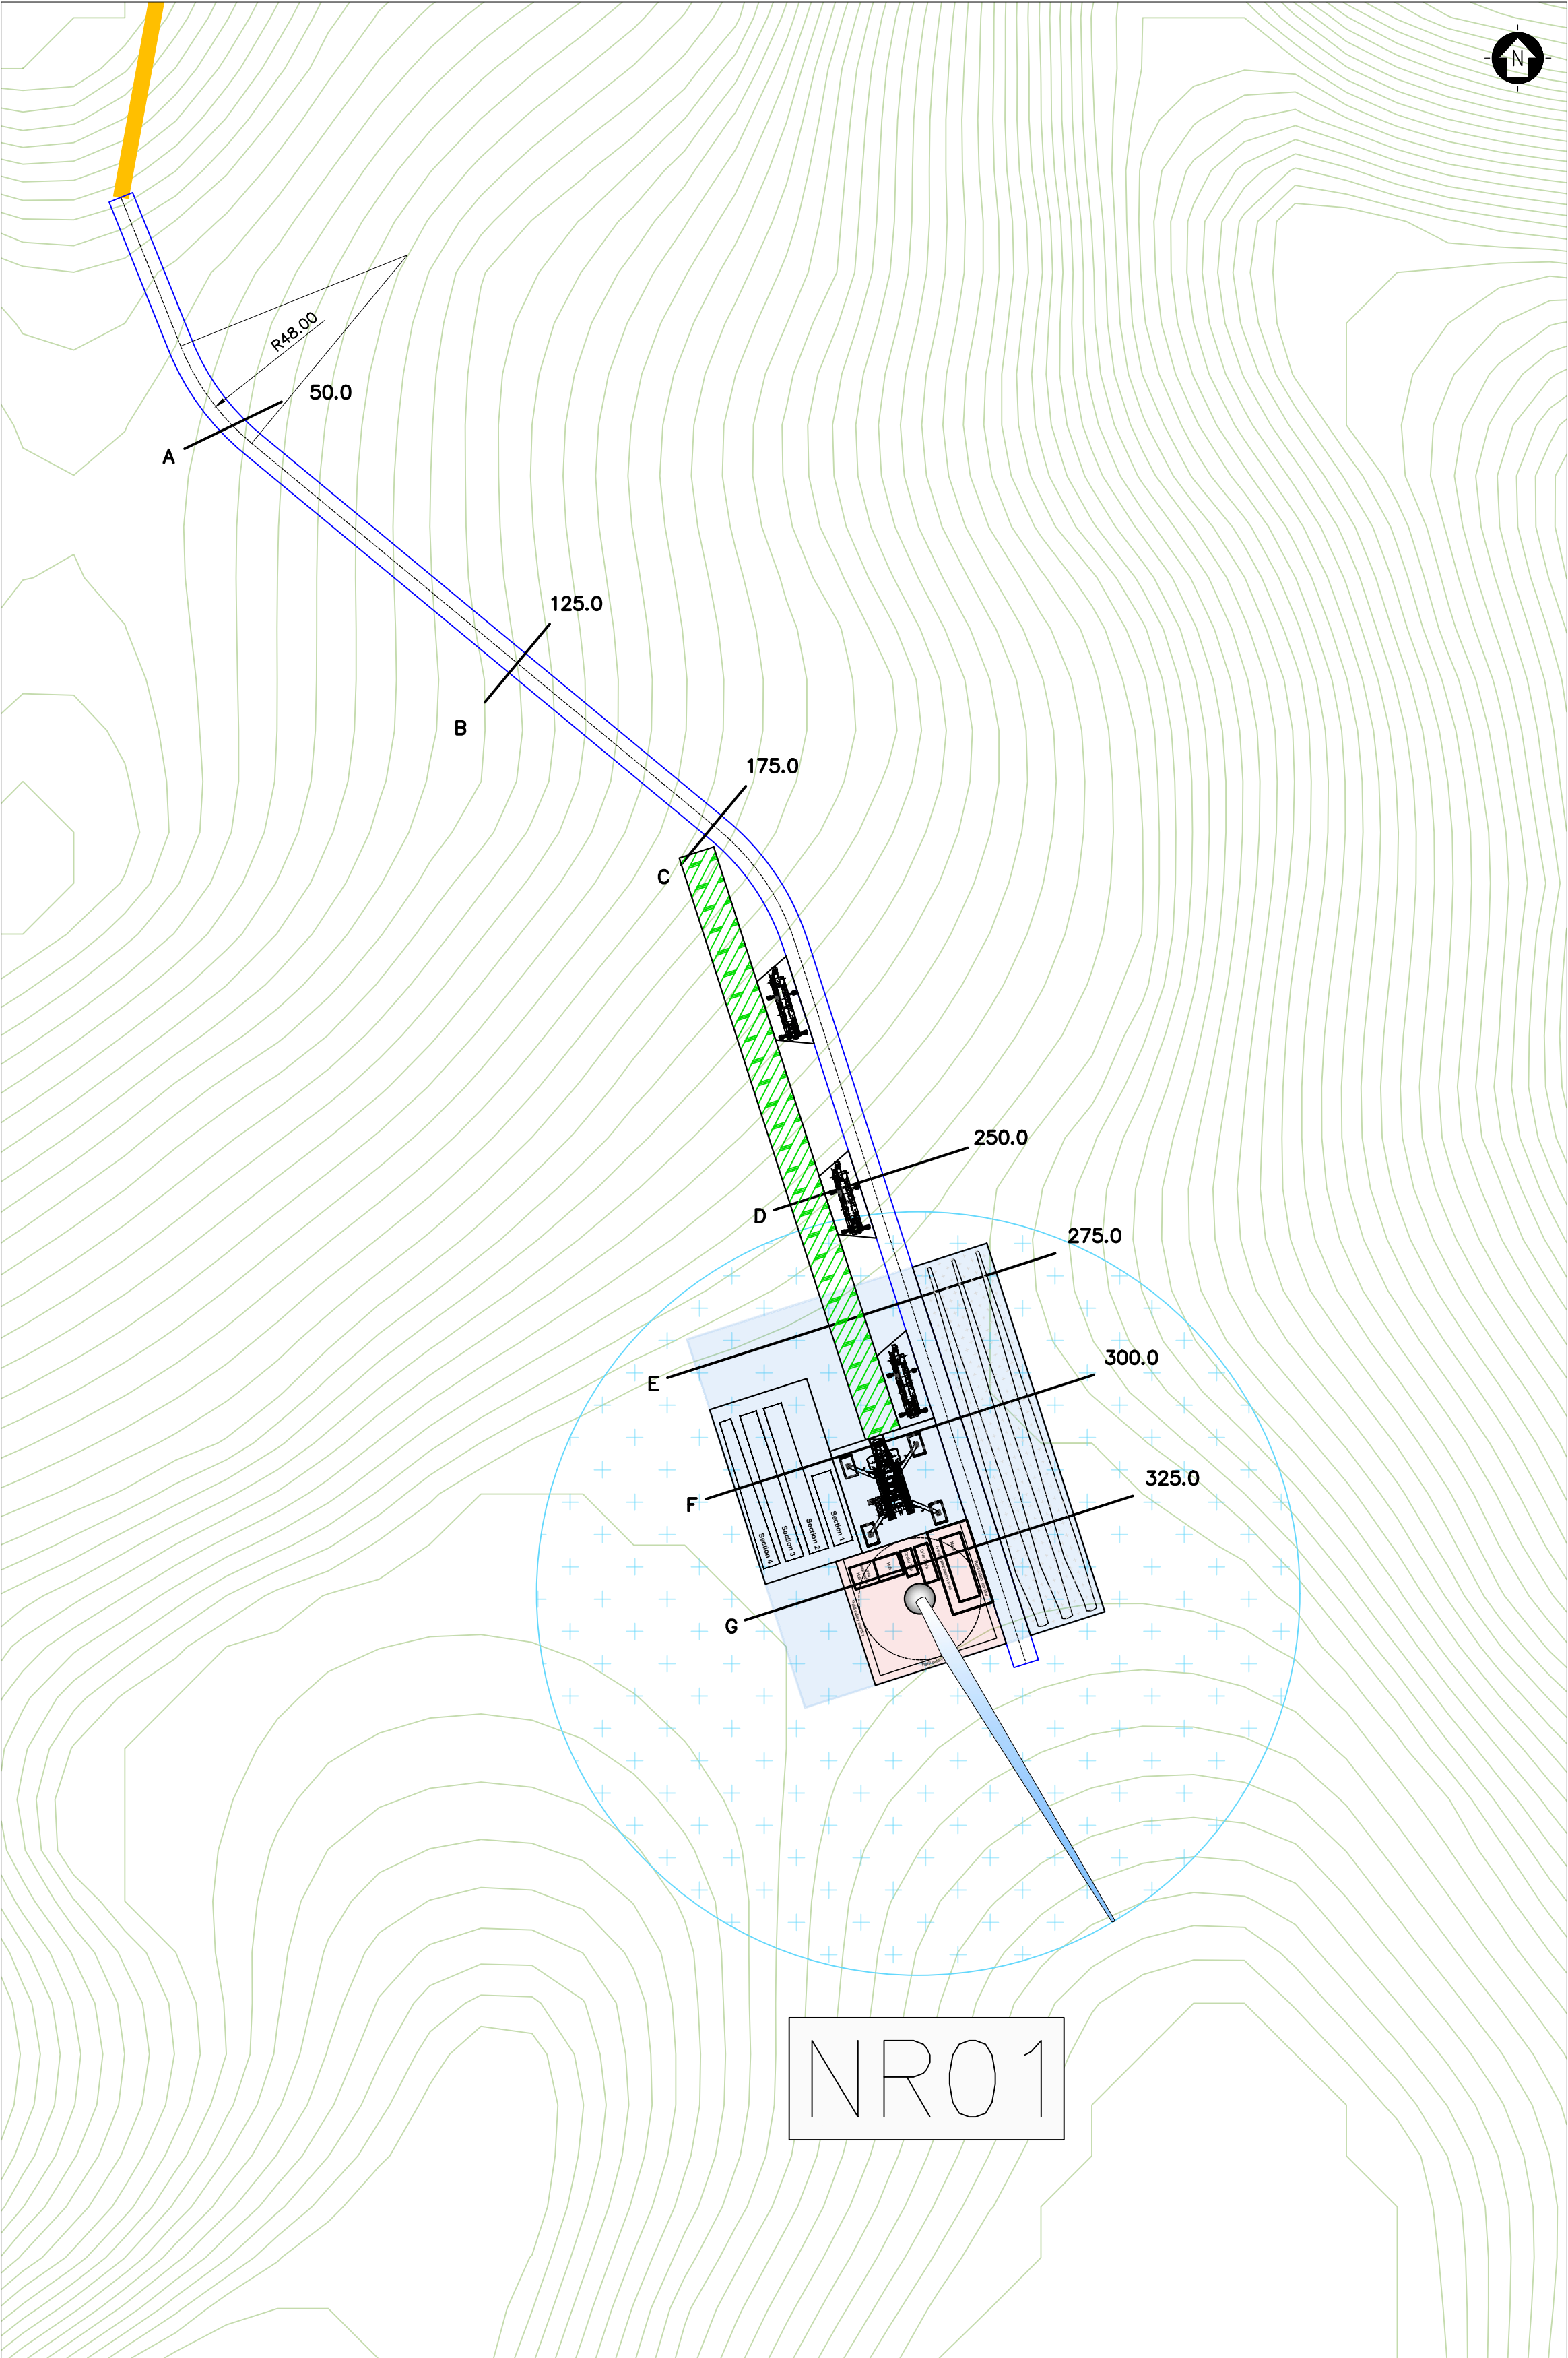 N
R48.00
50.0
A
125.0
B
175.0
C
250.0
D
275.0
E
300.0
F
325.0
Section 1
Section 2
Section 3
Section 4
G
NR01